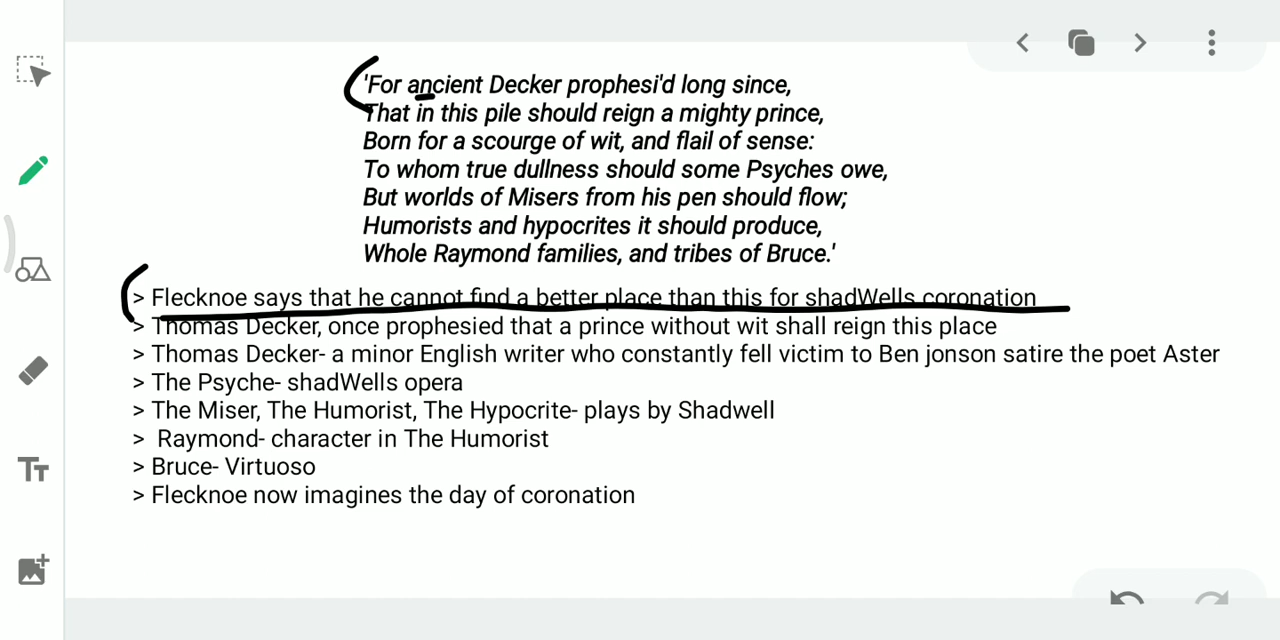 'For ancient Decker prophesi'd long since,
That in this pile should reign a mighty prince,
Born for a scourge of wit, and flail of sense:
To whom true dullness should some Psyches owe,
But worlds of Misers from his pen should flow;
Humorists and hypocrites it should produce,
Whole Raymond families, and tribes of Bruce.'
> Flecknoe says that he cannot find a better place than this for shadWells coronation
> Thomas Decker, once prophesied that a prince without wit shall reign this place
> Thomas Decker- a minor English writer who constantly fell victim to Ben jonson satire the poet Aster
> The Psyche- shadWells opera
> The Miser, The Humorist, The Hypocrite- plays by Shadwell
> Raymond- character in The Humorist
> Bruce- Virtuoso
> Flecknoe now imagines the day of coronation
TT